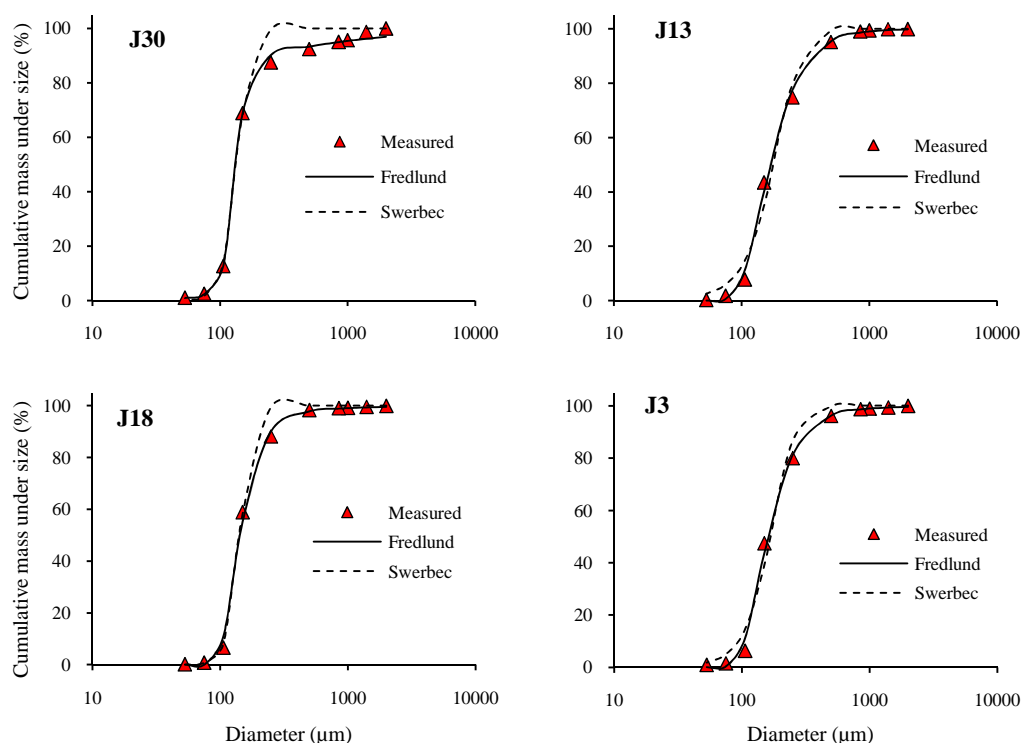 J30
Cumulative mass under size (%)
100
80
60
40
20
0
10 100 1000 10000
Measured
Fredlund
Swerbec
J13
100
80
60
40
20
0
10 100 1000 10000
Measured
Fredlund
Swerbec
J18
Cumulative mass under size (%)
100
80
60
40
20
0
10 100 1000 10000
Diameter (µm)
Measured
Fredlund
Swerbec
J3
100
80
60
40
20
0
10 100 1000 10000
Diameter (µm)
Measured
Fredlund
Swerbec